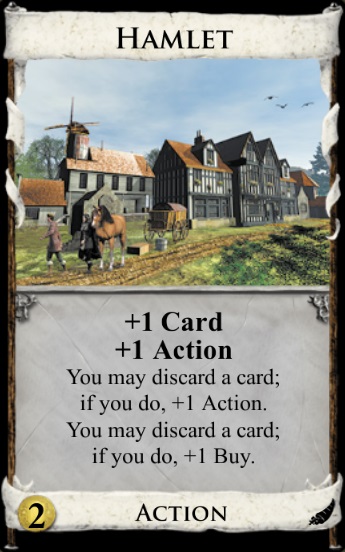 Hamlet
+1 Card
+1 Action
You may discard a card;
if you do, +1 Action.
You may discard a card;
if you do, +1 Buy.
2
Action